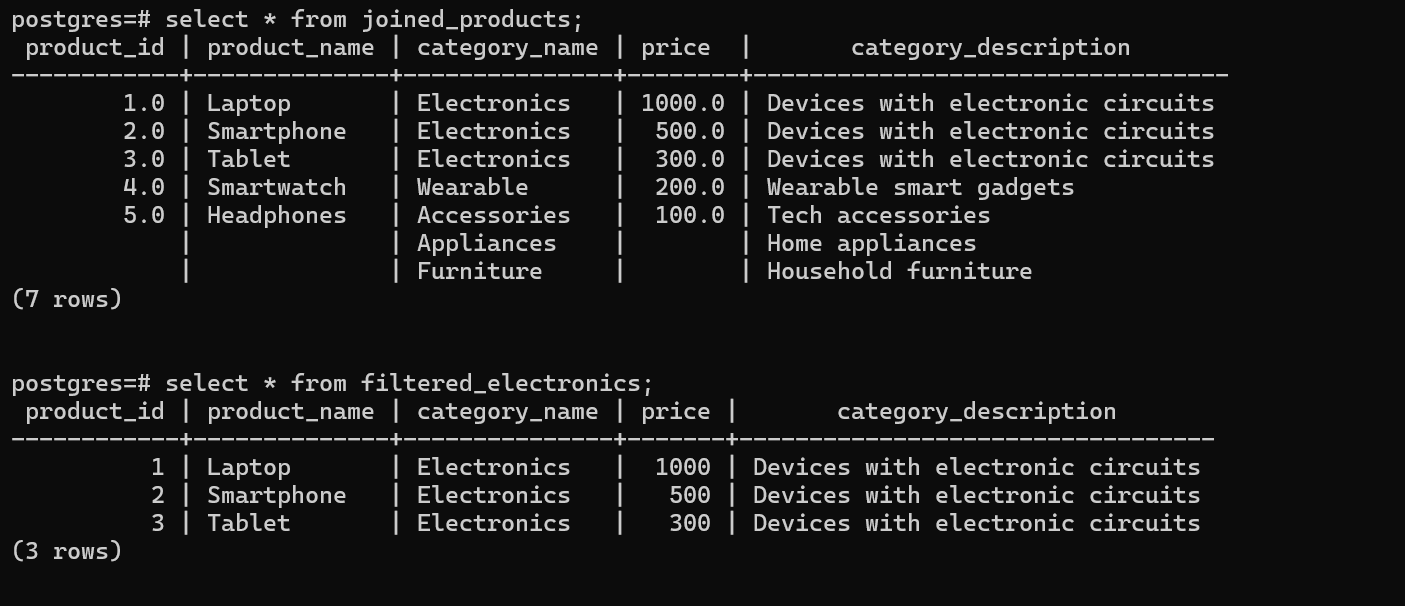 postgres=# select * from joined_products;
 product_id | product_name | category_name | price  |       category_description
------------+--------------+---------------+--------+----------------------------------
        1.0 | Laptop       | Electronics   | 1000.0 | Devices with electronic circuits
        2.0 | Smartphone   | Electronics   |  500.0 | Devices with electronic circuits
        3.0 | Tablet       | Electronics   |  300.0 | Devices with electronic circuits
        4.0 | Smartwatch   | Wearable      |  200.0 | Wearable smart gadgets
        5.0 | Headphones   | Accessories   |  100.0 | Tech accessories
            |              | Appliances    |        | Home appliances
            |              | Furniture     |        | Household furniture
(7 rows)
postgres=# select * from filtered_electronics;
 product_id | product_name | category_name | price |       category_description
------------+--------------+---------------+-------+---------------------------------
          1 | Laptop       | Electronics   |  1000 | Devices with electronic circuits
          2 | Smartphone   | Electronics   |   500 | Devices with electronic circuits
          3 | Tablet       | Electronics   |   300 | Devices with electronic circuits
(3 rows)